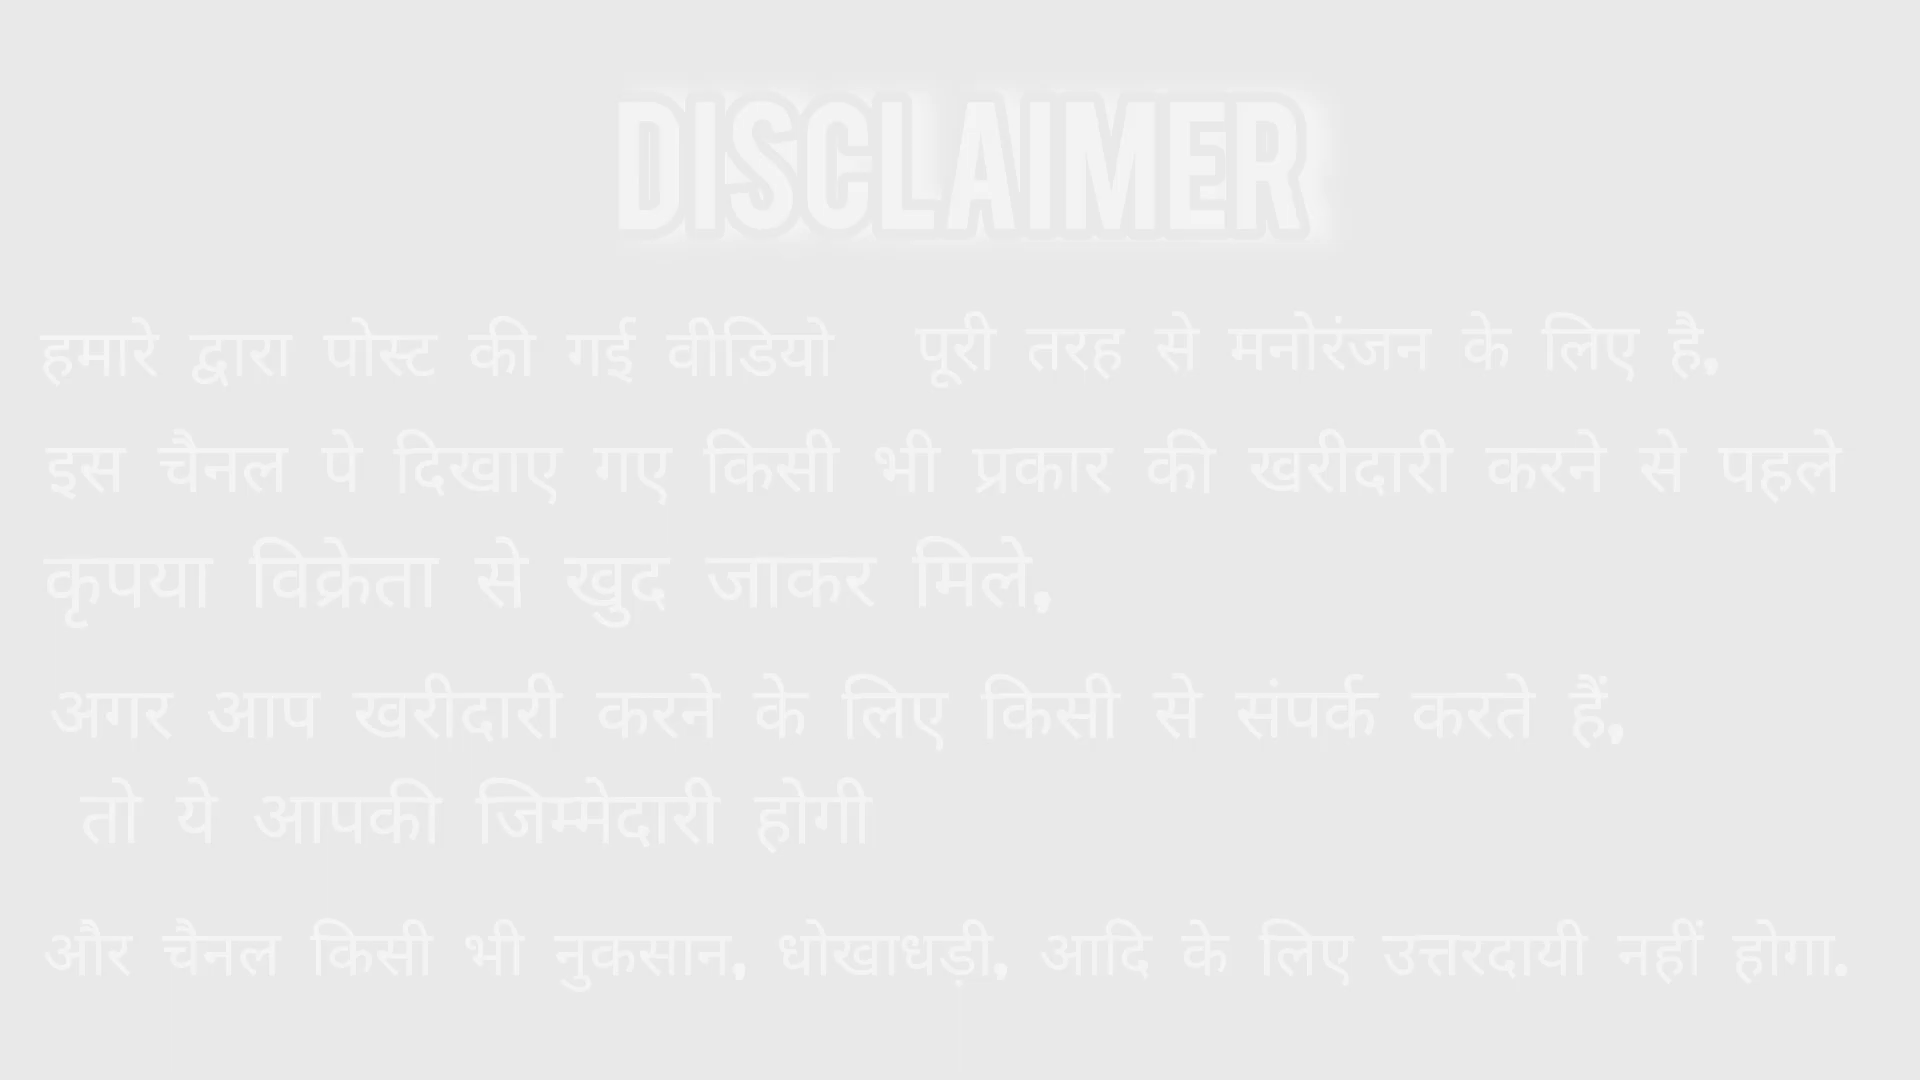 DISCLAIMER
हमारे द्वारा पोस्ट की गई वीडियो पूरी तरह से मनोरंजन के लिए है,
इस चैनल पे दिखाए गए किसी भी प्रकार की खरीदारी करने से पहले
कृपया विक्रेता से खुद जाकर मिले,
अगर आप खरीदारी करने के लिए किसी से संपर्क करते हैं,
तो ये आपकी जिम्मेदारी होगी
और चैनल किसी भी नुकसान, धोखाधड़ी, आदि के लिए उत्तरदायी नहीं होगा.